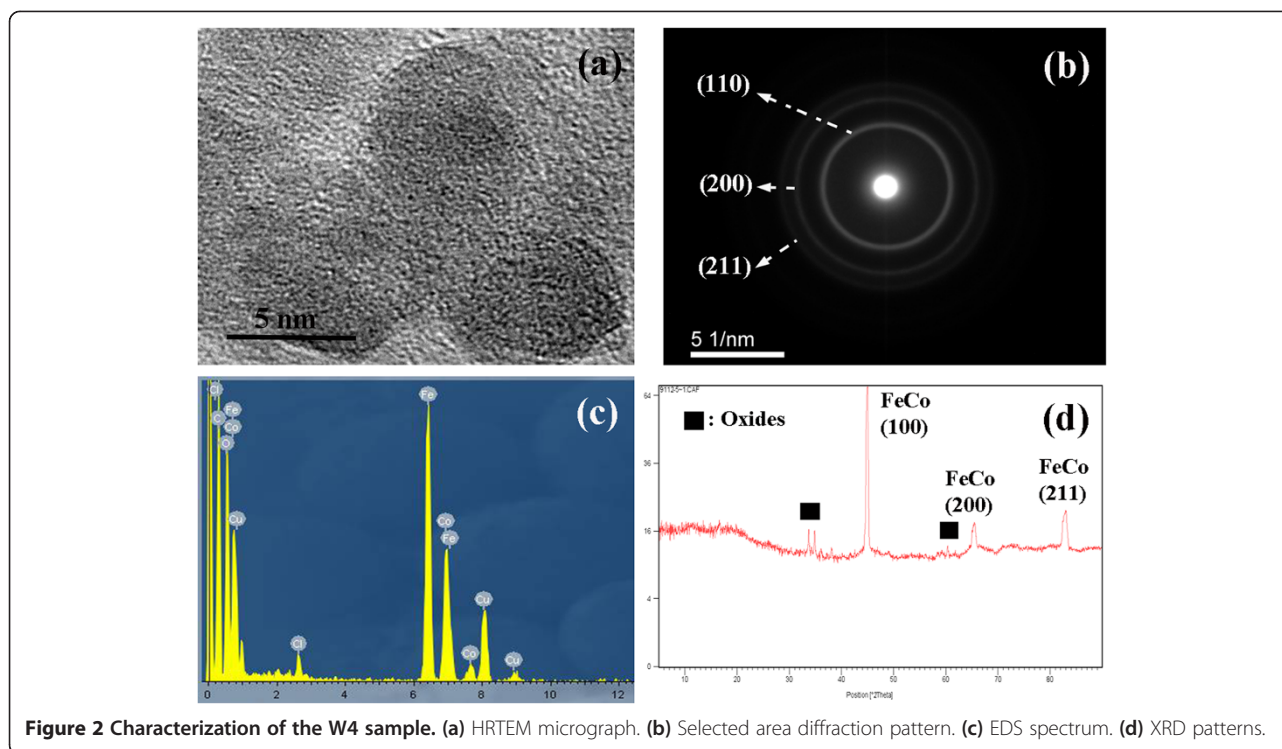 (a)
5 nm
(b)
(110)
(200)
(211)
5 1/nm
(c)
Cl
C
Fe
Co
O
Cu
Cl
Fe
Co
Fe
Co
Cu
Cu
0 2 4 6 8 10 12
(d)
: Oxides
FeCo
(100)
FeCo
(200)
FeCo
(211)
64
36
16
4
0
10 20 30 40 50 60 70 80
Position [°2Theta]
Figure 2 Characterization of the W4 sample. (a) HRTEM micrograph. (b) Selected area diffraction pattern. (c) EDS spectrum. (d) XRD patterns.